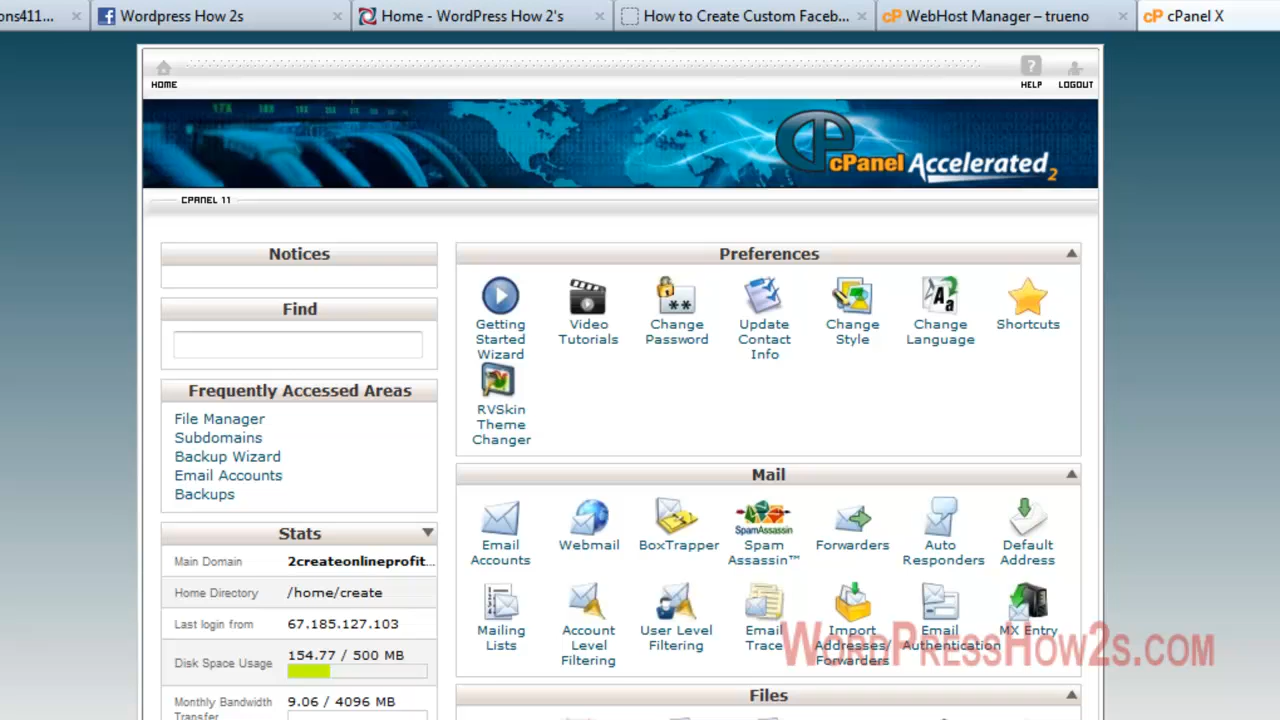 ons411...
Wordpress How 2s
Home - WordPress How 2's
How to Create Custom Faceb...
cP WebHost Manager – trueno
cP cPanel X
HOME
HELP
LOGOUT
cPanel Accelerated2
CPANEL 11
Notices
Find
Frequently Accessed Areas
File Manager
Subdomains
Backup Wizard
Email Accounts
Backups
Stats
Main Domain 2createonlineprofit...
Home Directory /home/create
Last login from 67.185.127.103
Disk Space Usage 154.77 / 500 MB
Monthly Bandwidth
Transfer
9.06 / 4096 MB
Preferences
Getting
Started
Wizard
Video
Tutorials
Change
Password
Update
Contact
Info
Change
Style
Change
Language
Shortcuts
RVSkin
Theme
Changer
Mail
Email
Accounts
Webmail
BoxTrapper
SpamAssassin
Spam
Assassin™
Forwarders
Auto
Responders
Default
Address
Mailing
Lists
Account
Level
Filtering
User Level
Filtering
Email
Trace
Import
Addresses/
Forwarders
Email
Authentication
MX Entry
WordPressHow2s.com
Files